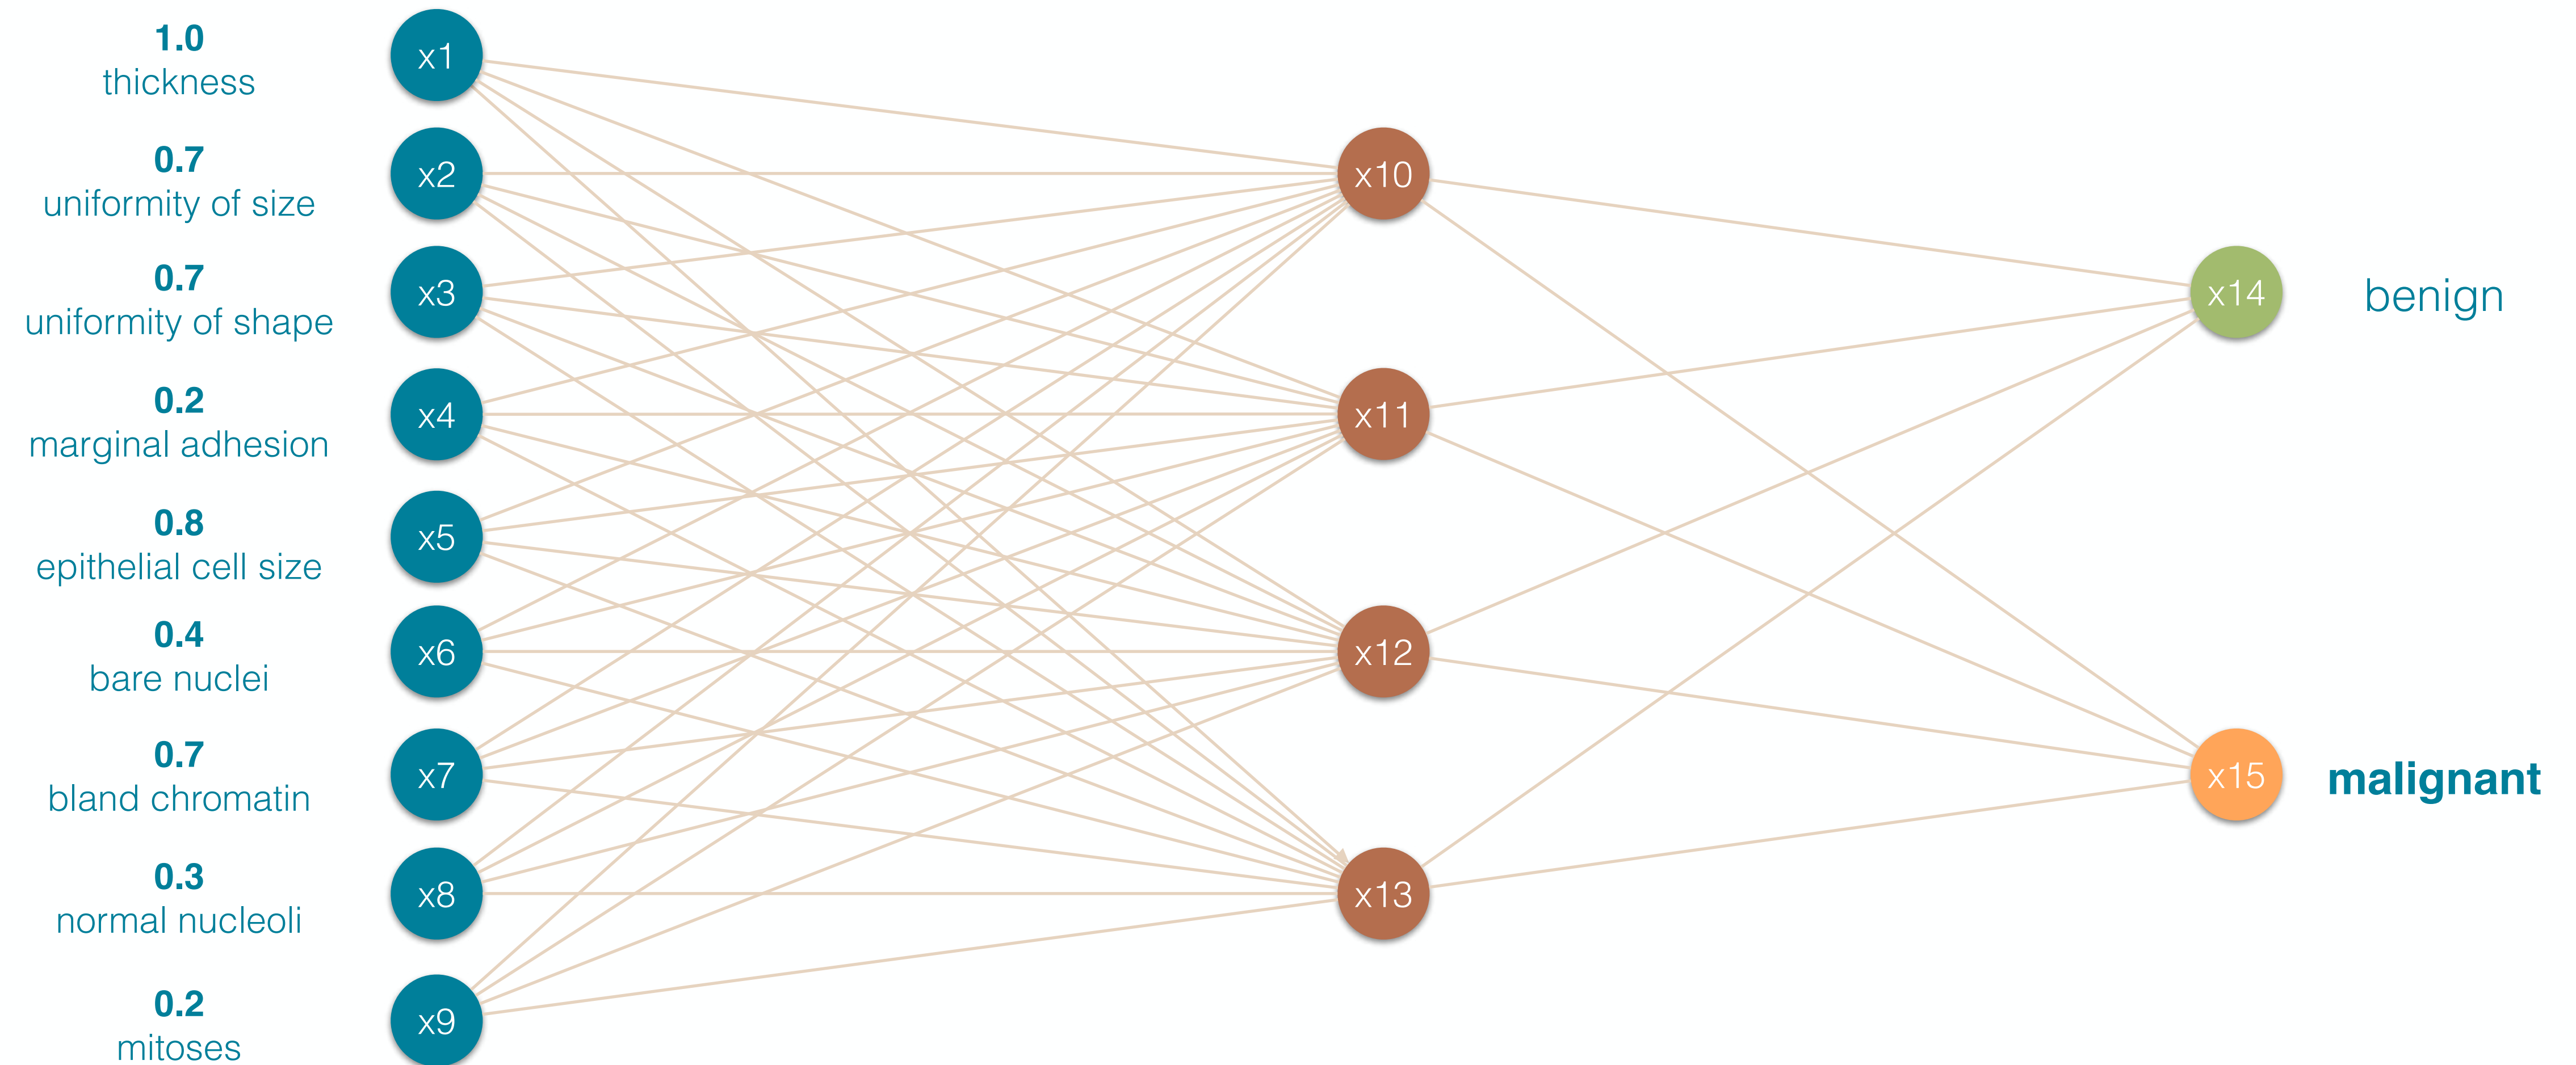 1.0
thickness
x1
0.7
uniformity of size
x2
x10
0.7
uniformity of shape
x3
x14
benign
0.2
marginal adhesion
x4
x11
0.8
epithelial cell size
x5
0.4
bare nuclei
x6
x12
0.7
bland chromatin
x7
x15
malignant
0.3
normal nucleoli
x8
x13
0.2
mitoses
x9